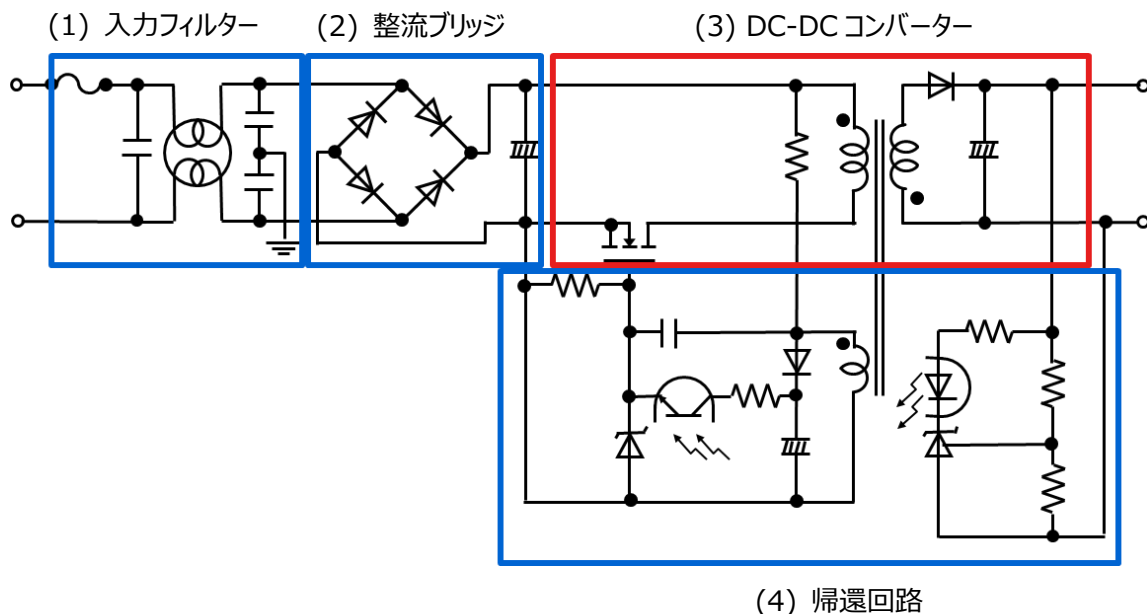 (1) 入力フィルター
(2) 整流ブリッジ
(3) DC-DC コンバーター
(4) 帰還回路